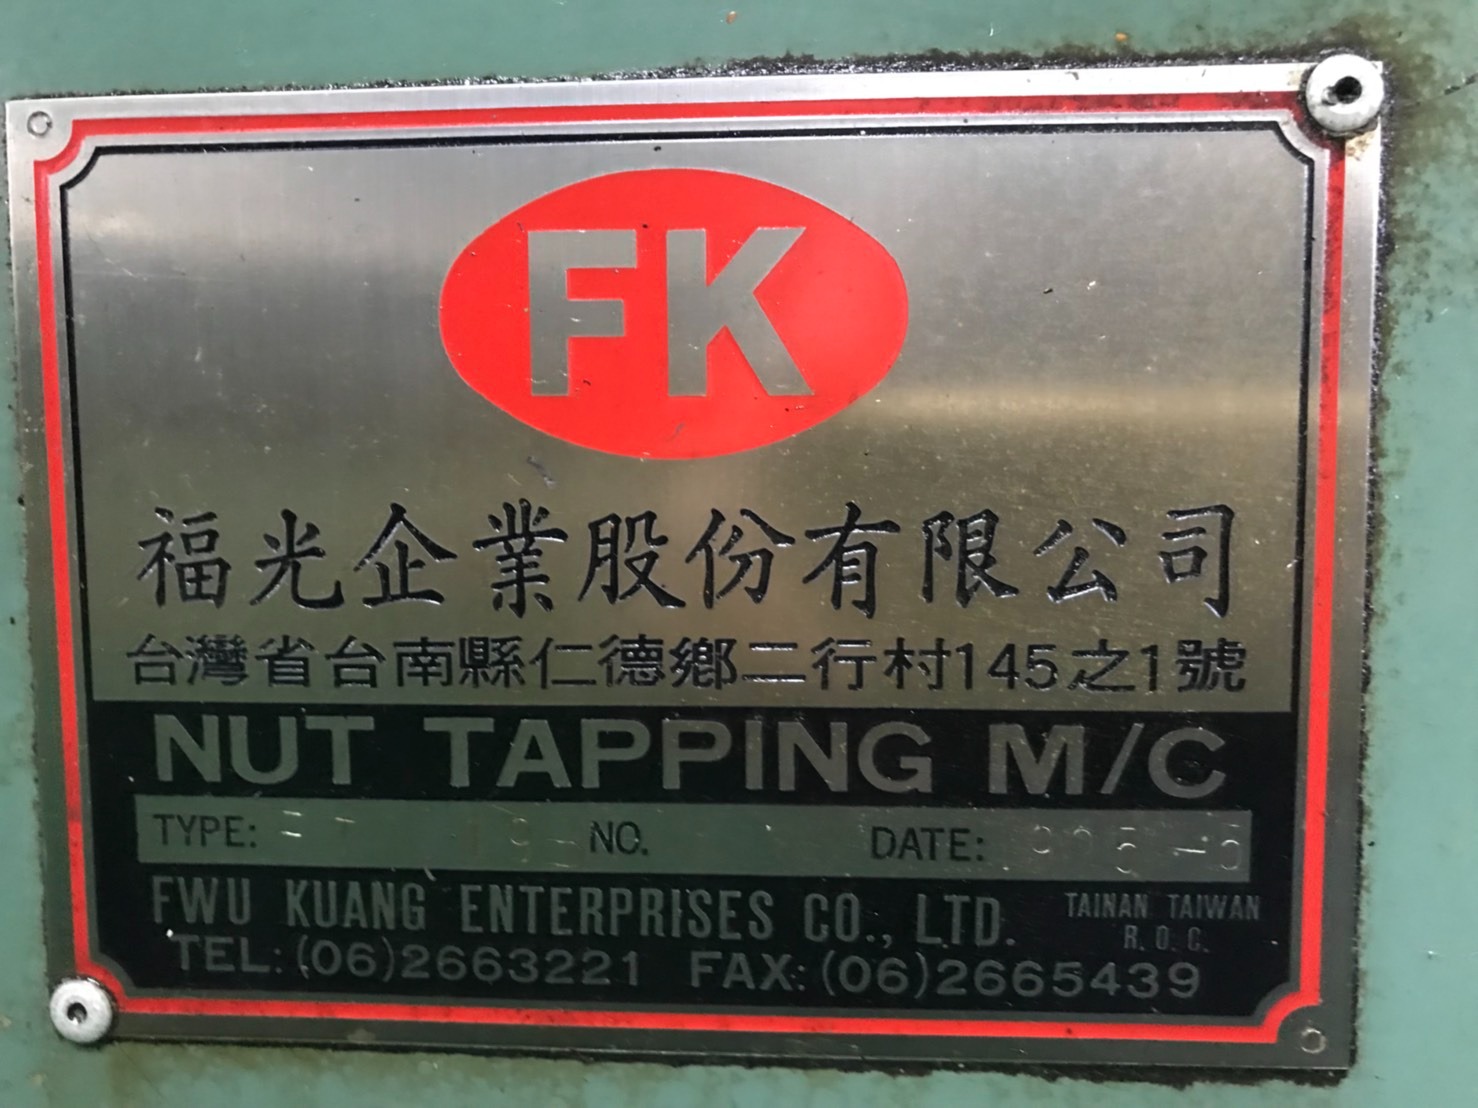 FK
福光企業股份有限公司
台灣省台南縣仁德鄉二行村145之1號
NUT TAPPING M/C
TYPE: NO. DATE:
FWU KUANG ENTERPRISES CO., LTD. TAINAN TAIWAN
R.O.C.
TEL:(06)2663221 FAX:(06)2665439